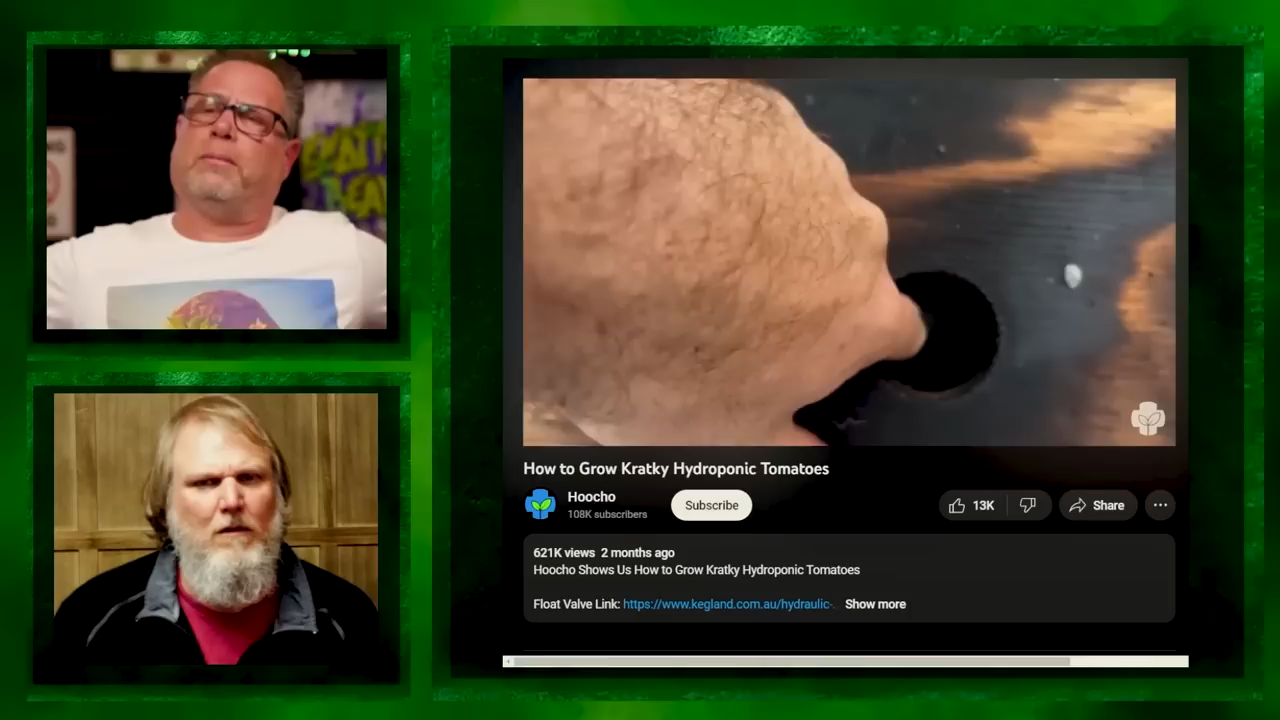 How to Grow Kratky Hydroponic Tomatoes
Hoocho
108K subscribers
Subscribe
13K
Share
621K views 2 months ago
Hoocho Shows Us How to Grow Kratky Hydroponic Tomatoes
Float Valve Link: https://www.kegland.com.au/hydraulic-
Show more